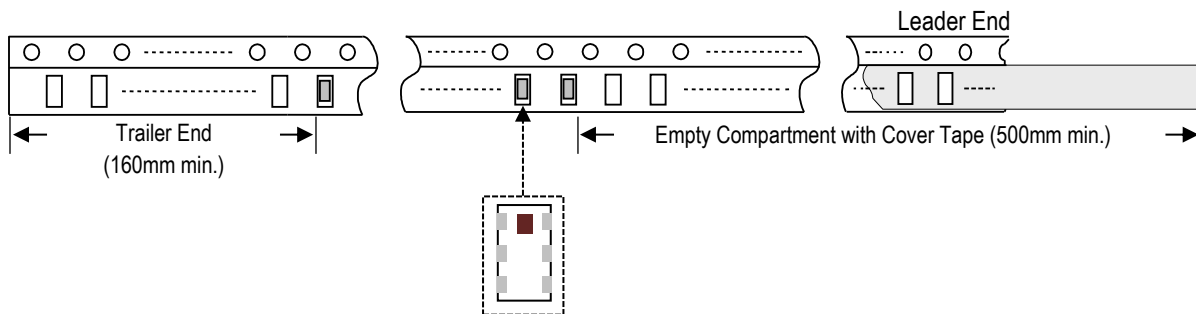 Leader End
Trailer End
(160mm min.)
Empty Compartment with Cover Tape (500mm min.)